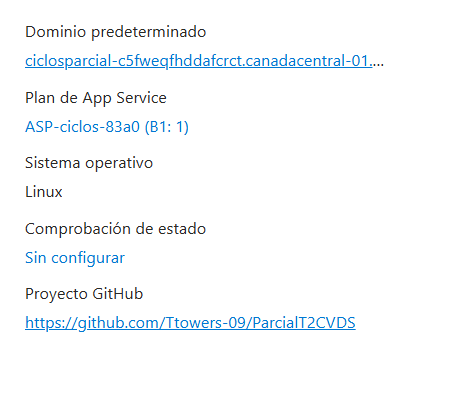 Dominio predeterminado
ciclosparcial-c5fweqfhddafcrct.canadacentral-01....
Plan de App Service
ASP-ciclos-83a0 (B1: 1)
Sistema operativo
Linux
Comprobación de estado
Sin configurar
Proyecto GitHub
https://github.com/Ttowers-09/ParcialT2CVDS